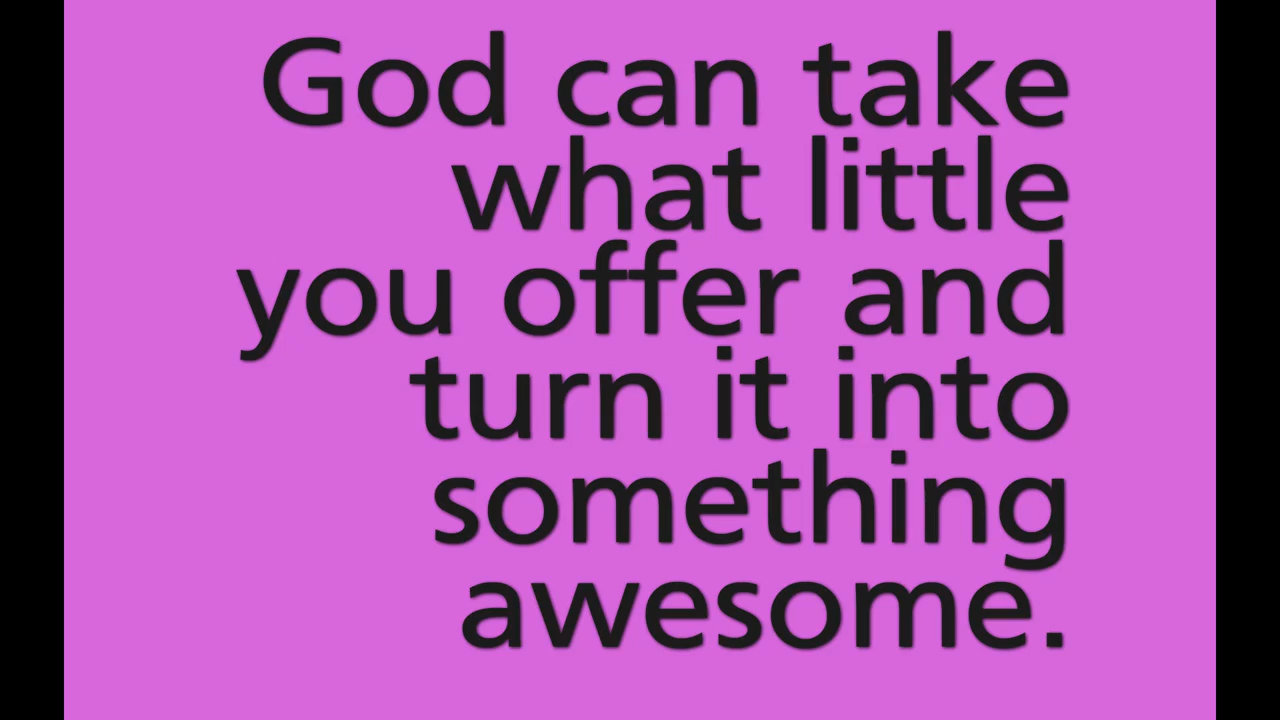 God can take
what little
you offer and
turn it into
something
awesome.